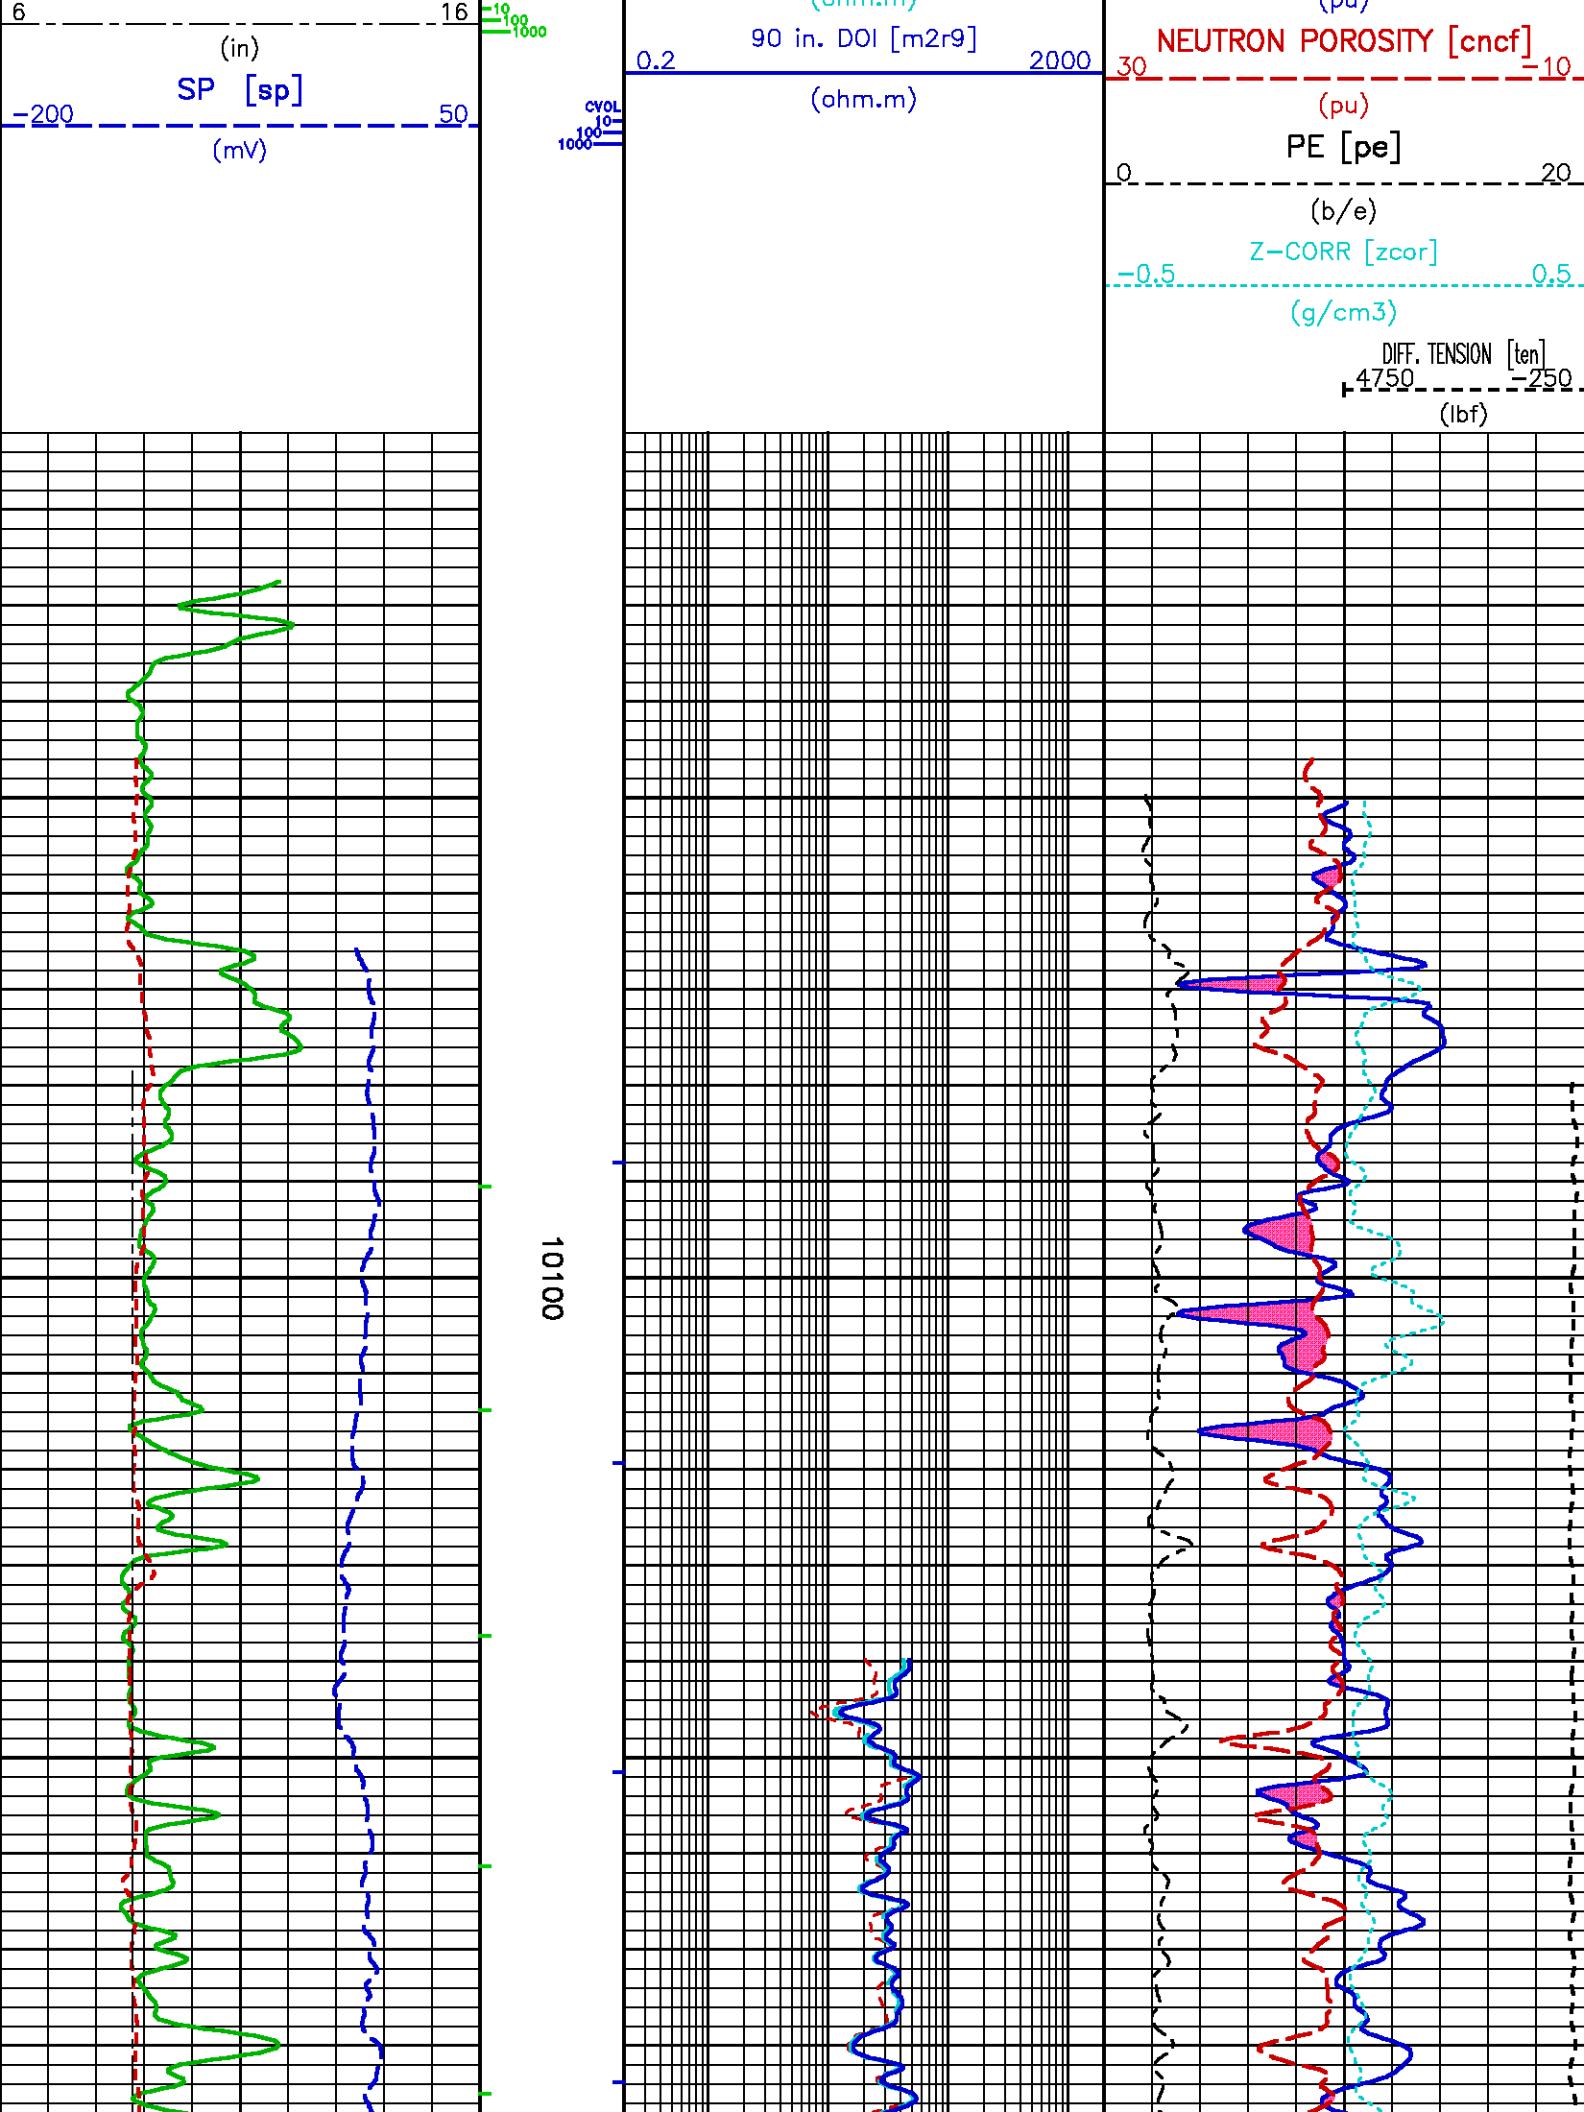 6 16
(in)
SP [sp]
-200 50
(mV)
10
100
1000
(ohm.m)
90 in. DOI [m2r9]
0.2 2000
(ohm.m)
CVOL
10
100
1000
(pu)
NEUTRON POROSITY [cncf]
30 -10
(pu)
PE [pe]
0 20
(b/e)
Z-CORR [zcor]
-0.5 0.5
(g/cm3)
DIFF. TENSION [ten]
4750 -250
(lbf)
10100